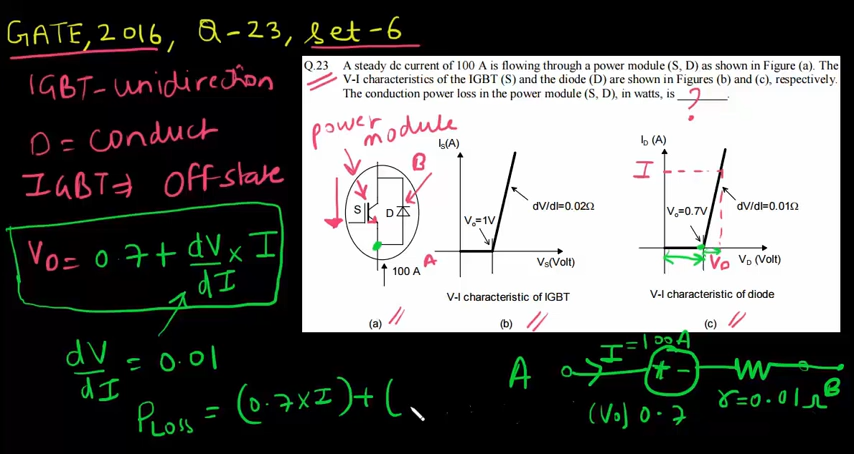 GATE, 2016, Q-23, set-6
IGBT-unidirection
D = Conduct
IGBT⇒ Off state
V_D = 0.7 + dV/dI × I
dV/dI = 0.01
P_Loss = (0.7 × I) + (
Q.23 A steady dc current of 100 A is flowing through a power module (S, D) as shown in Figure (a). The
V-I characteristics of the IGBT (S) and the diode (D) are shown in Figures (b) and (c), respectively.
The conduction power loss in the power module (S, D), in watts, is ________.
?
power module
B
S
D
A
100 A
(a)
I_S(A)
V_o=1V
dV/dI=0.02Ω
V_S(Volt)
V-I characteristic of IGBT
(b)
I_D (A)
I
V_o=0.7V
dV/dI=0.01Ω
V_D
V_D (Volt)
V-I characteristic of diode
(c)
A
I=100A
+ -
B
(V_o) 0.7
r=0.01Ω